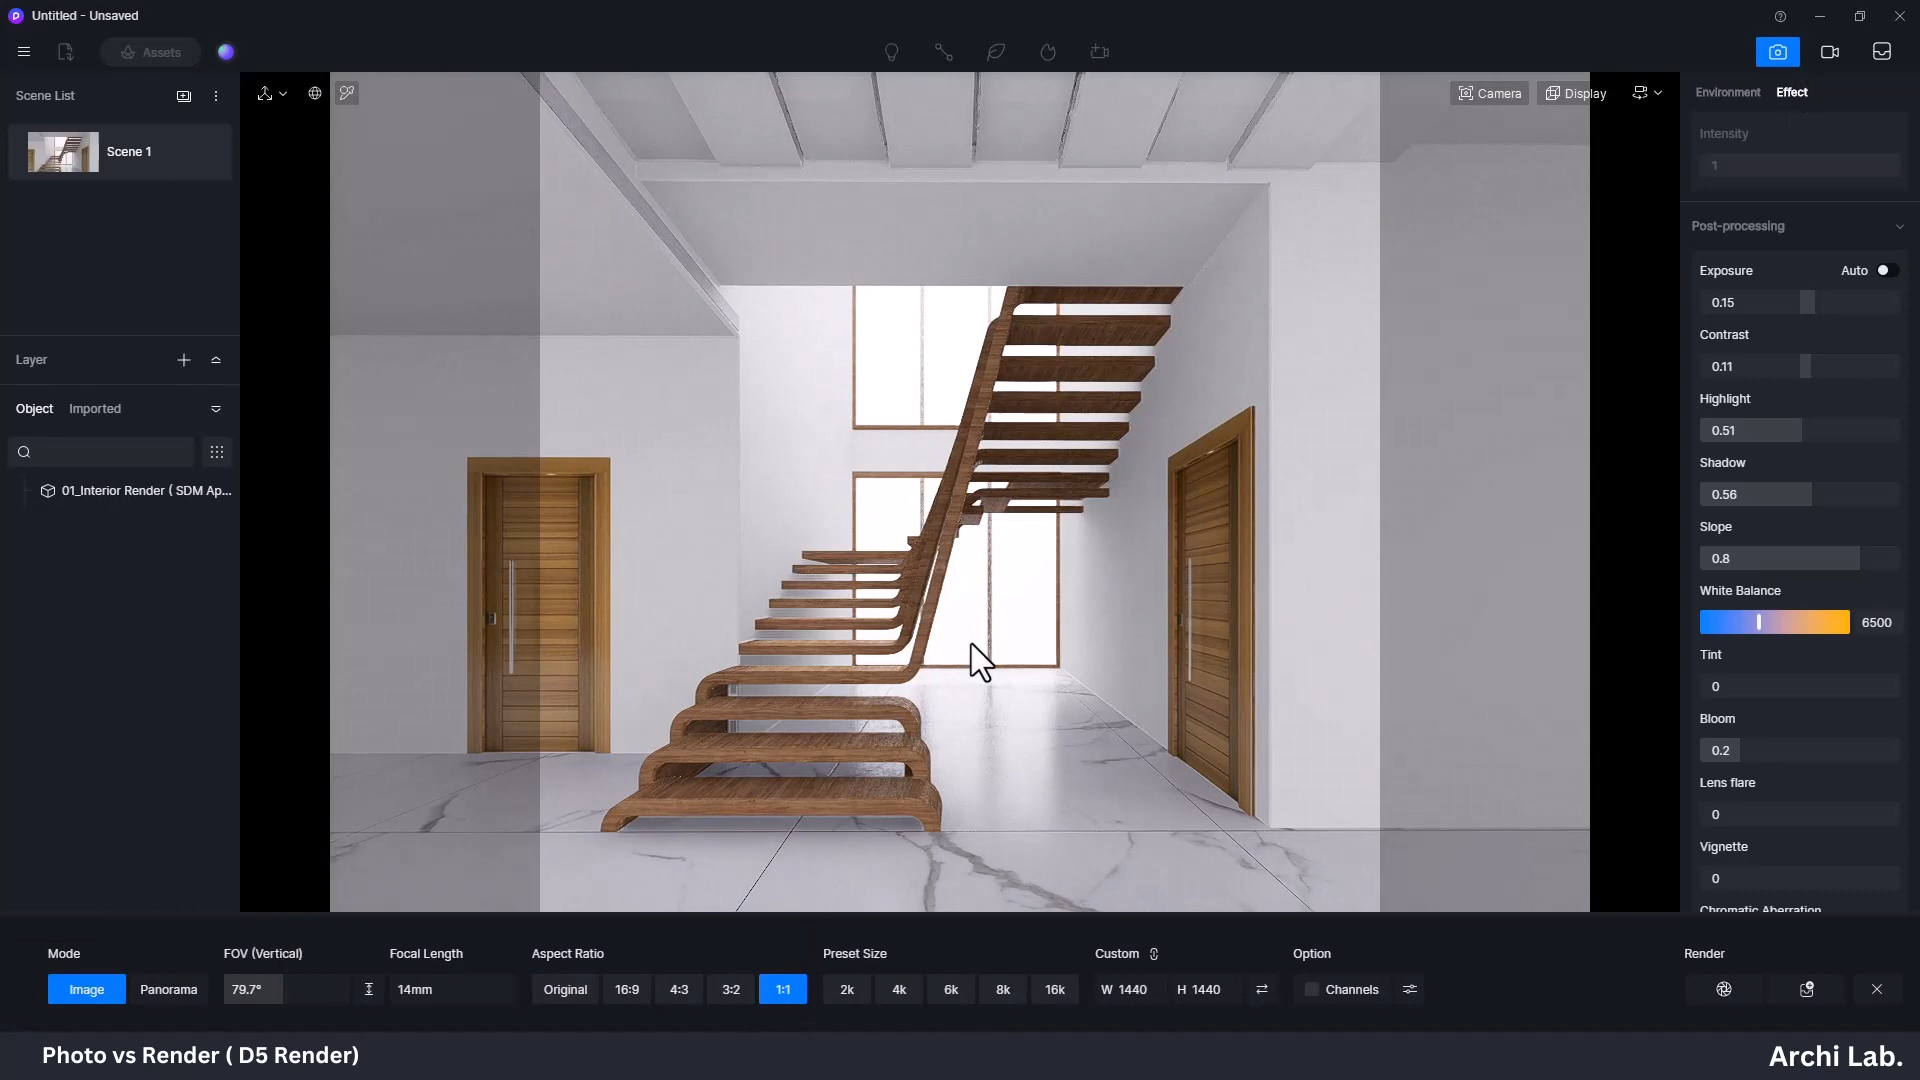 Untitled - Unsaved
Assets
Scene List
Scene 1
Layer
Object Imported
01_Interior Render ( SDM Ap...
Camera Display
Environment Effect
Intensity
1
Post-processing
Exposure Auto
0.15
Contrast
0.11
Highlight
0.51
Shadow
0.56
Slope
0.8
White Balance
6500
Tint
0
Bloom
0.2
Lens flare
0
Vignette
0
Chromatic Aberration
Mode FOV (Vertical) Focal Length Aspect Ratio Preset Size Custom Option Render
Image Panorama 79.7° 14mm Original 16:9 4:3 3:2 1:1 2k 4k 6k 8k 16k W 1440 H 1440 Channels
Photo vs Render ( D5 Render)
Archi Lab.